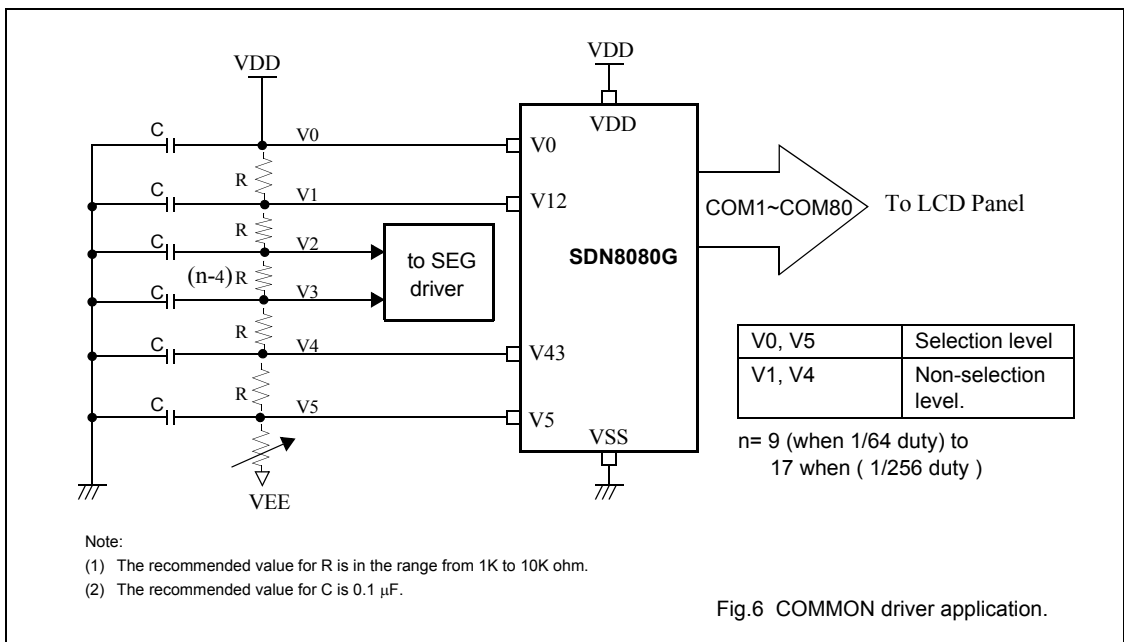 VDD
VDD
VDD
C
V0
V0
R
C
V1
V12
COM1~COM80
To LCD Panel
R
C
V2
to SEG
driver
SDN8080G
(n-4)R
C
V3
R
C
V4
V43
V0, V5 Selection level
V1, V4 Non-selection
level.
R
C
V5
V5
VSS
n= 9 (when 1/64 duty) to
17 when ( 1/256 duty )
VEE
Note:
(1) The recommended value for R is in the range from 1K to 10K ohm.
(2) The recommended value for C is 0.1 μF.
Fig.6 COMMON driver application.